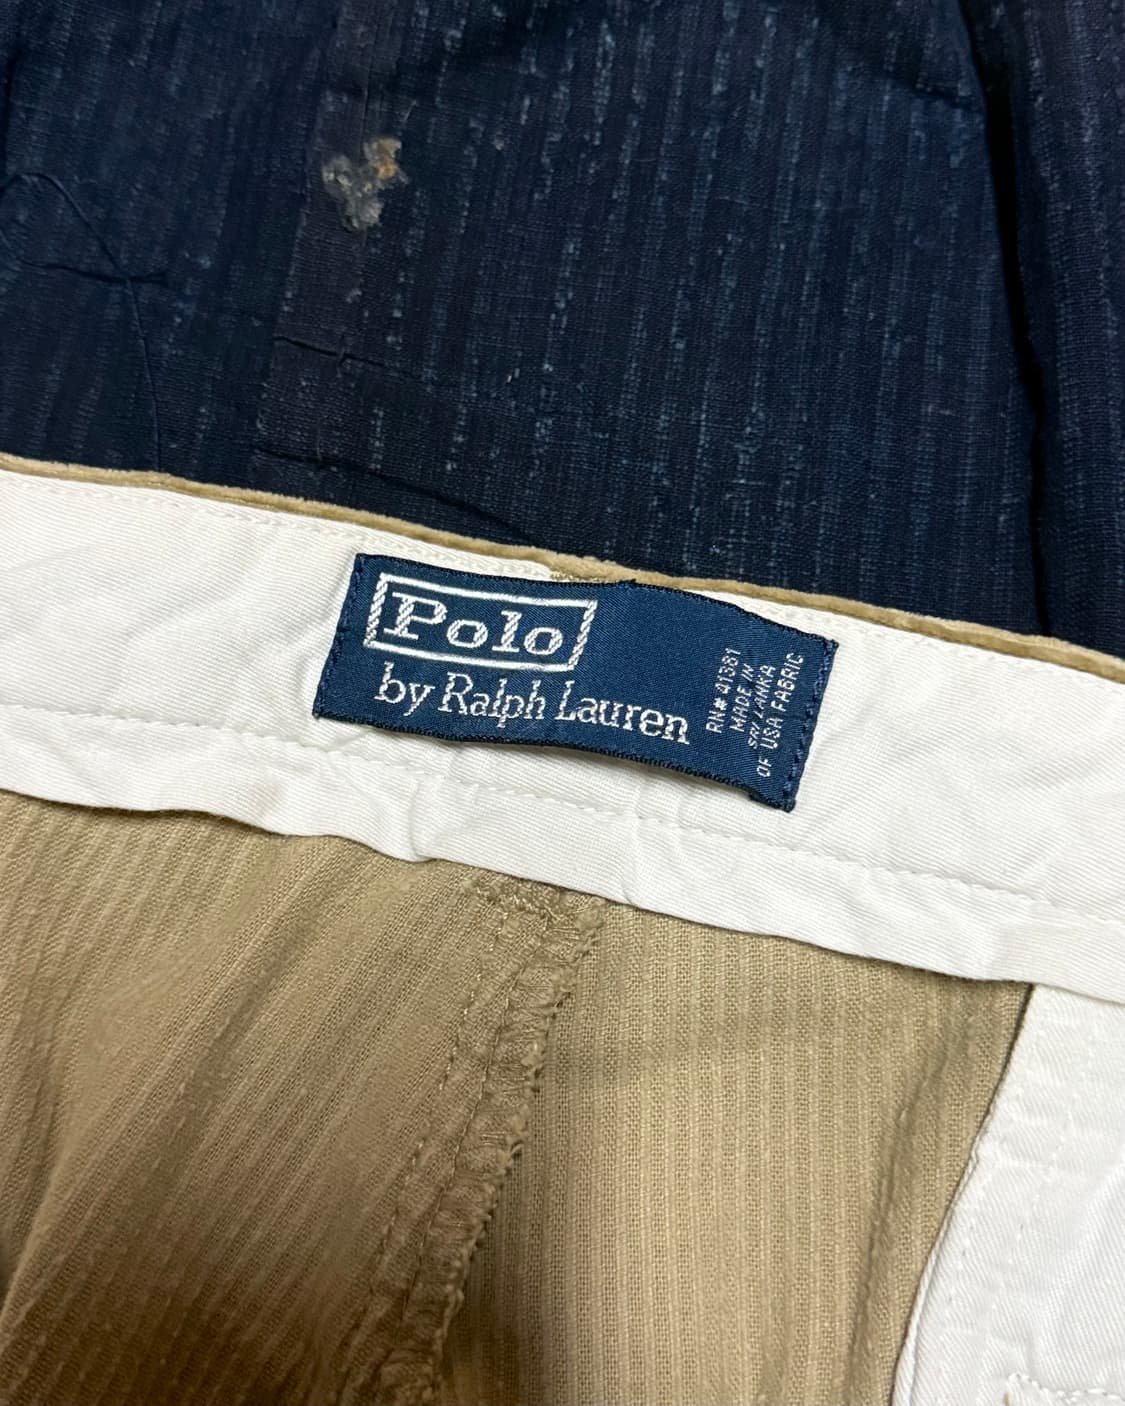 Polo
by Ralph Lauren
RN# 41381
MADE IN
SRI LANKA
OF USA FABRIC